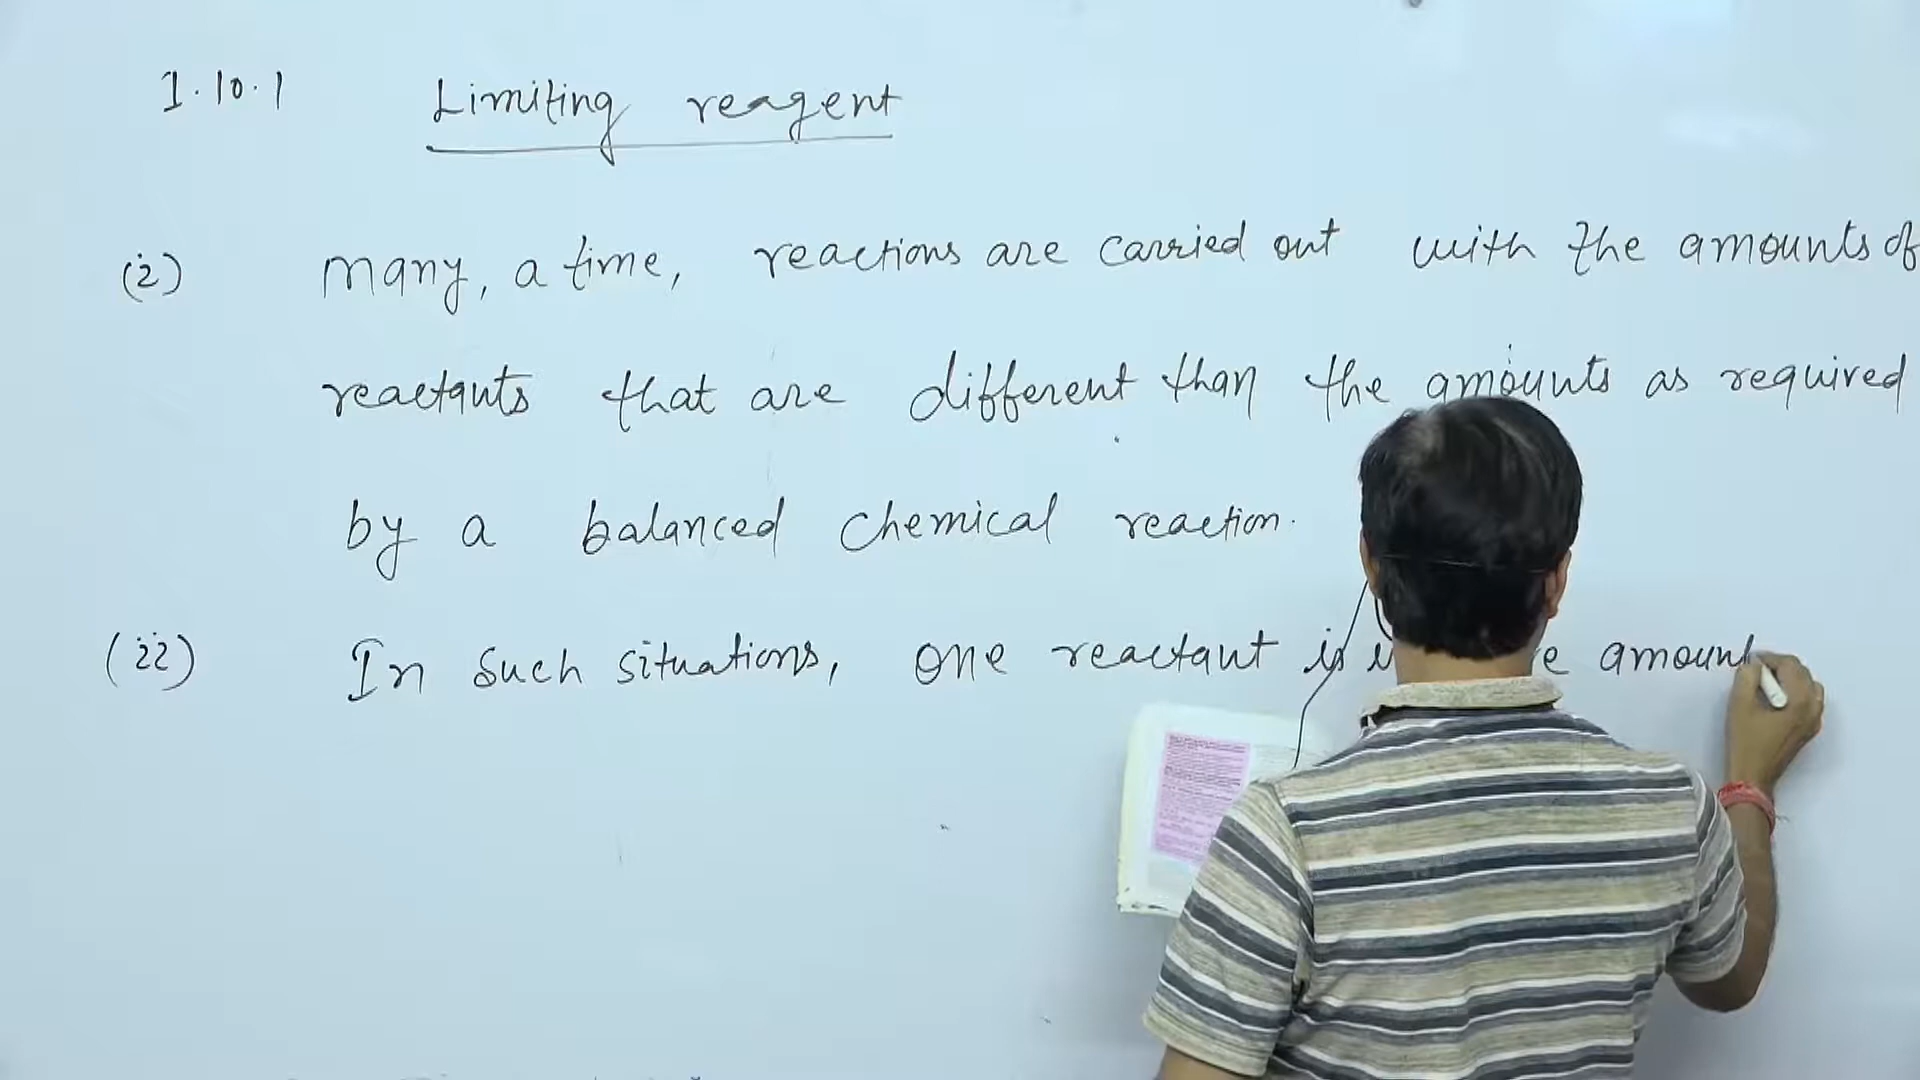 1.10.1 Limiting reagent
(i) many, a time, reactions are carried out with the amounts of
reactants that are different than the amounts as required
by a balanced chemical reaction.
(ii) In such situations, one reactant is amount